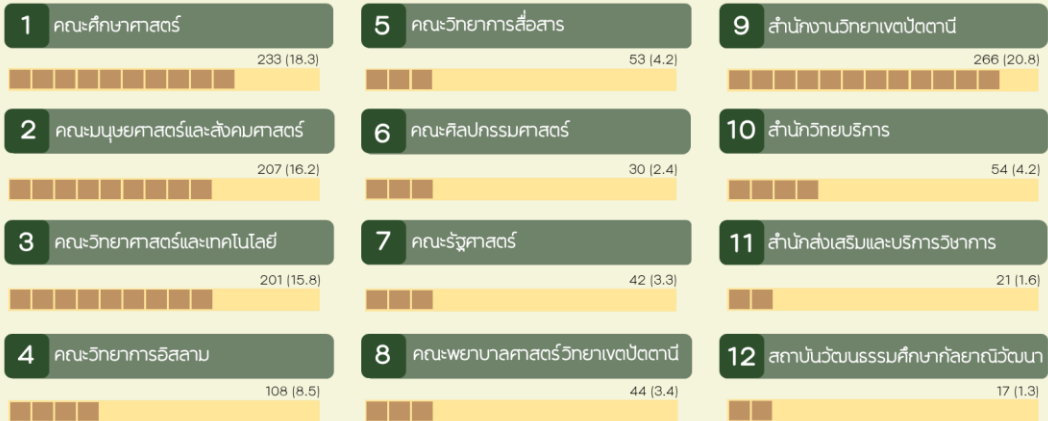 1 คณะศึกษาศาสตร์
233 (18.3)
2 คณะมนุษยศาสตร์และสังคมศาสตร์
207 (16.2)
3 คณะวิทยาศาสตร์และเทคโนโลยี
201 (15.8)
4 คณะวิทยาการอิสลาม
108 (8.5)
5 คณะวิทยาการสื่อสาร
53 (4.2)
6 คณะศิลปกรรมศาสตร์
30 (2.4)
7 คณะรัฐศาสตร์
42 (3.3)
8 คณะพยาบาลศาสตร์วิทยาเขตปัตตานี
44 (3.4)
9 สำนักงานวิทยาเขตปัตตานี
266 (20.8)
10 สำนักวิทยบริการ
54 (4.2)
11 สำนักส่งเสริมและบริการวิชาการ
21 (1.6)
12 สถาบันวัฒนธรรมศึกษากัลยาณิวัฒนา
17 (1.3)